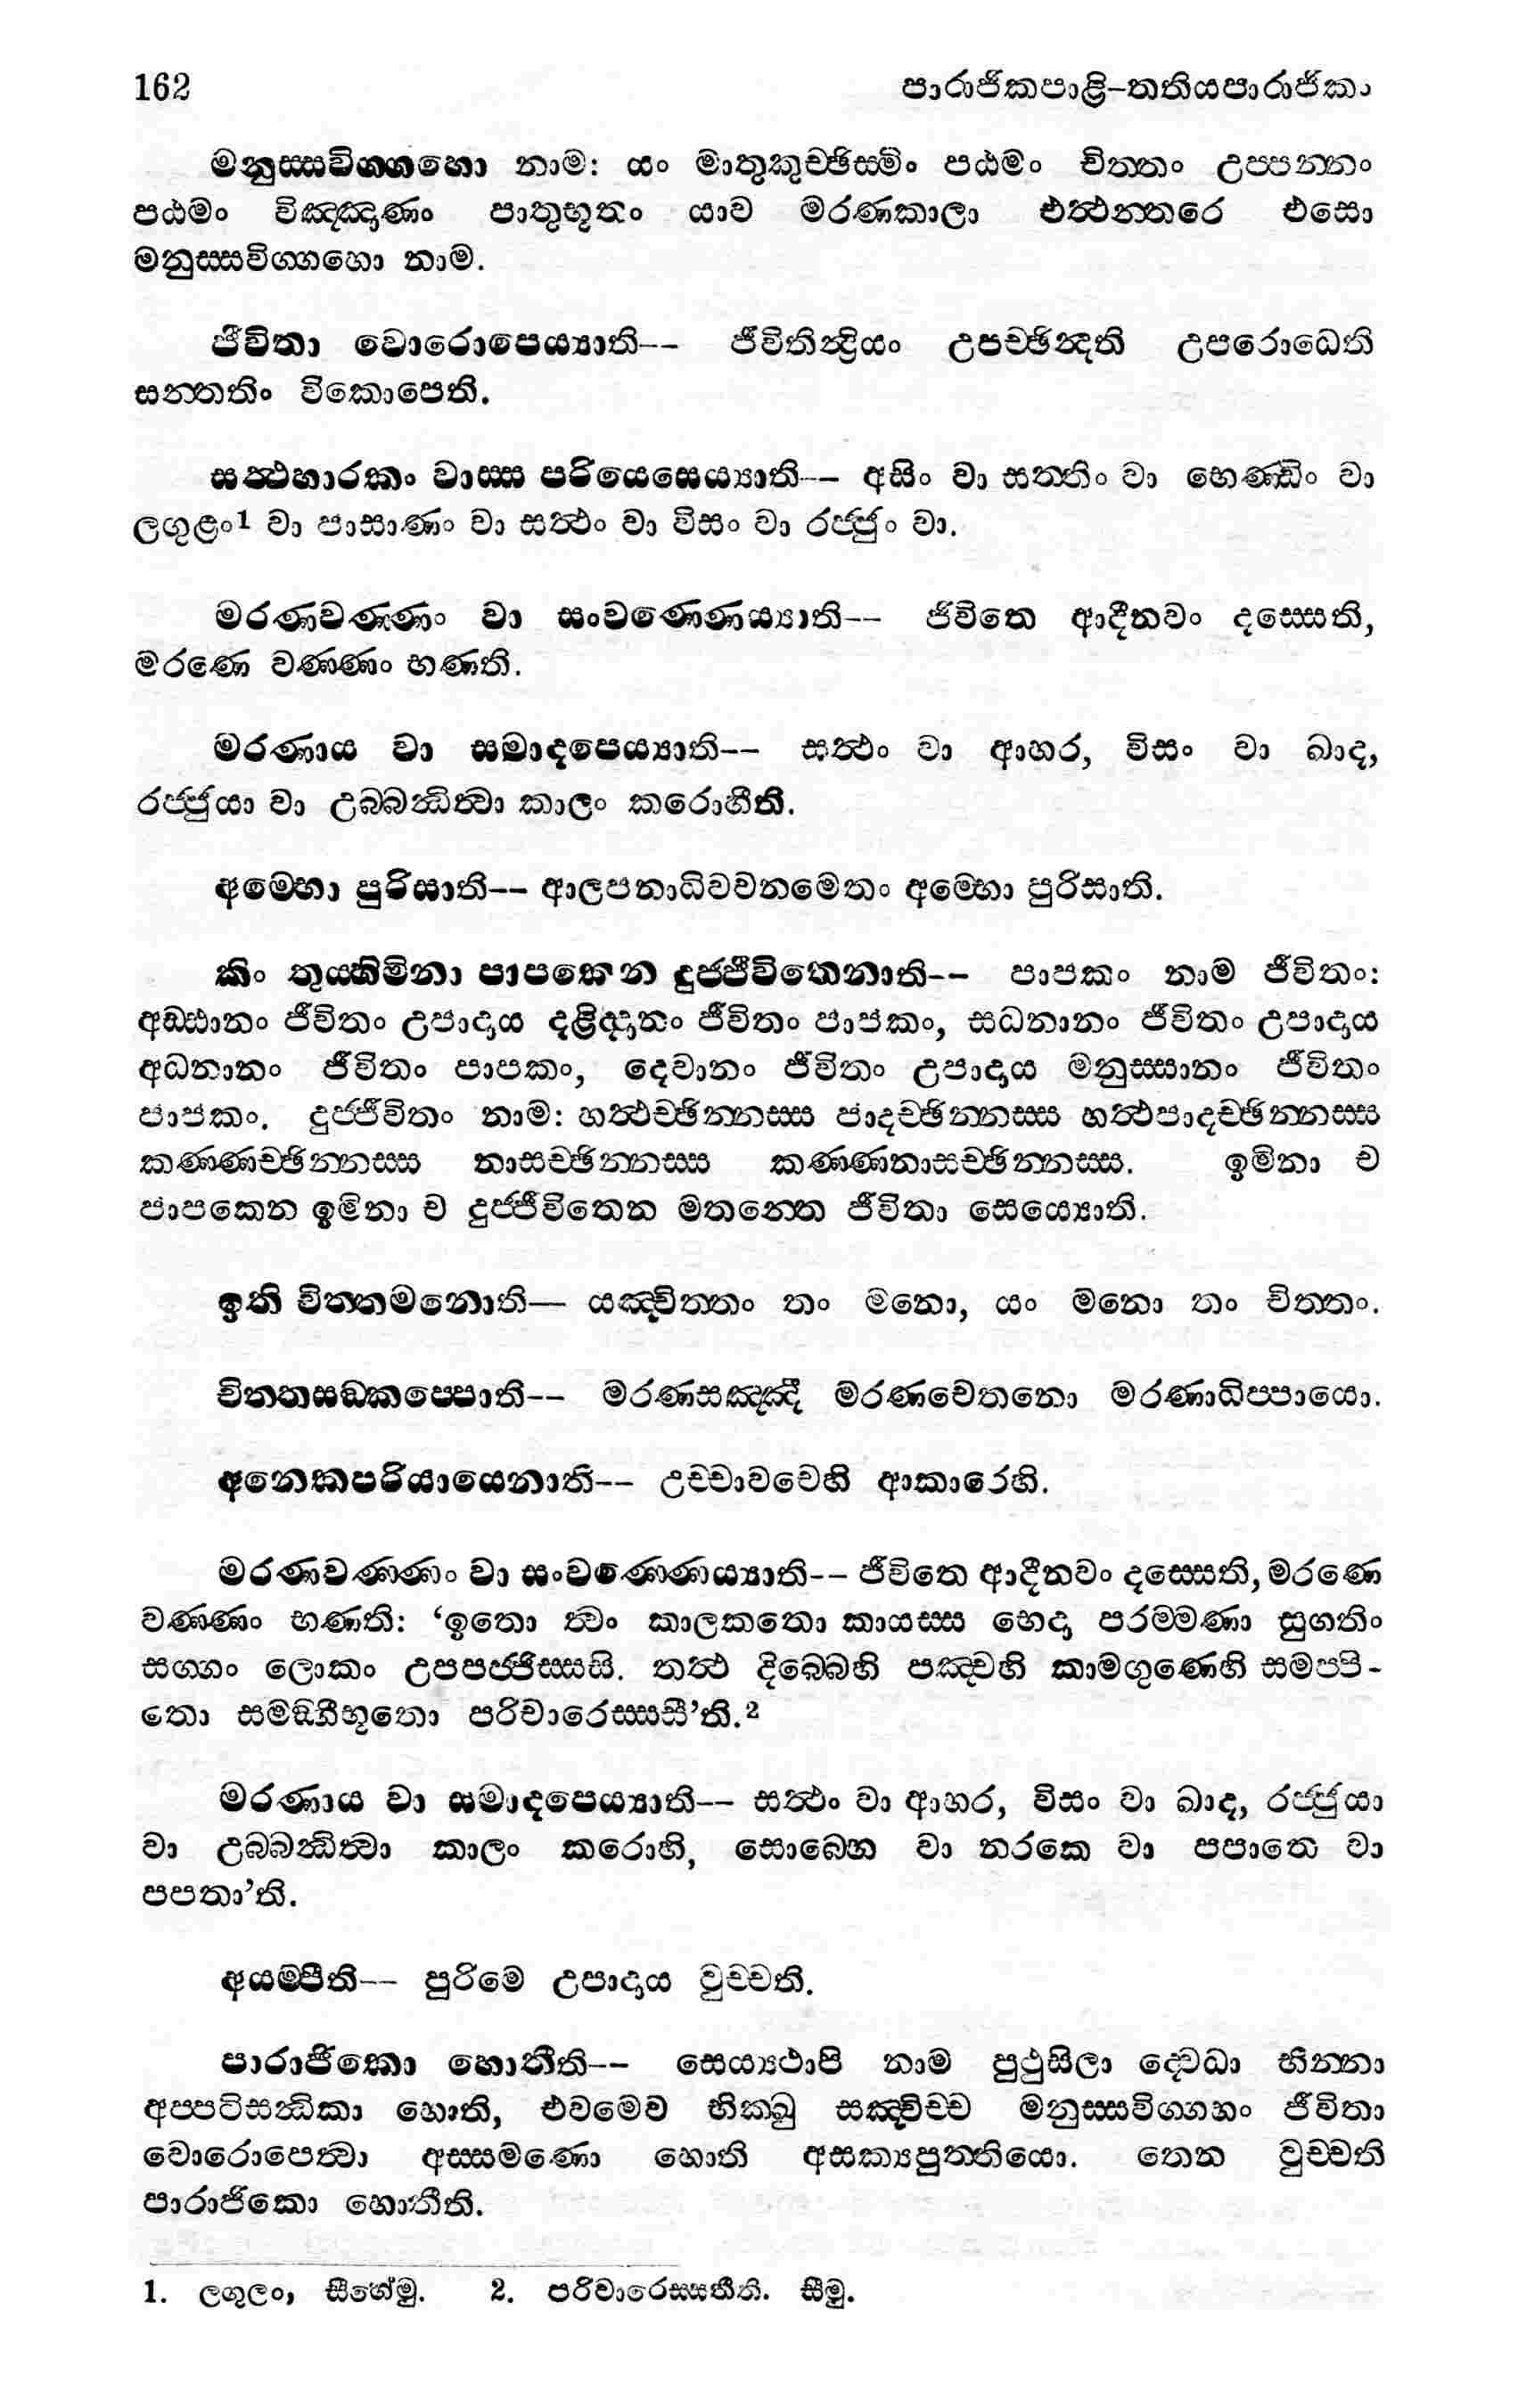 162 පාරාජිකපාළි–තතියපාරාජිකං
මනුස්සවිග්ගහො නාම: යං මාතුකුච්ඡිස්මිං පඨමං චිත්තං උප්පන්නං
පඨමං විඤ්ඤාණං පාතුභූතං යාව මරණකාලා එත්ථන්තරෙ එසො
මනුස්සවිග්ගහො නාම.
ජීවිතා වොරොපෙය්‍යාති-- ජීවිතින්ද්‍රියං උපච්ඡින්දති උපරොධෙති
සන්තතිං විකොපෙති.
සත්ථහාරකං වාස්ස පරියෙසෙය්‍යාති-- අසිං වා සත්තිං වා භෙණ්ඩිං වා
ලගුළං1 වා පාසාණං වා සත්ථං වා විසං වා රජ්ජුං වා.
මරණවණ්ණං වා සංවණ්ණෙය්‍යාති-- ජීවිතෙ ආදීනවං දස්සෙති,
මරණෙ වණ්ණං භණති.
මරණාය වා සමාදපෙය්‍යාති-- සත්ථං වා ආහර, විසං වා ඛාද,
රජ්ජුයා වා උබ්බන්ධිත්වා කාලං කරොහීති.
අම්භො පුරිසාති-- ආලපනාධිවචනමෙතං අම්භො පුරිසාති.
කිං තුය්හිමිනා පාපකෙන දුජ්ජීවිතෙනාති-- පාපකං නාම ජීවිතං:
අඩ්ඪානං ජීවිතං උපාදාය දළිද්දානං ජීවිතං පාපකං, සධනානං ජීවිතං උපාදාය
අධනානං ජීවිතං පාපකං, දෙවානං ජීවිතං උපාදාය මනුස්සානං ජීවිතං
පාපකං. දුජ්ජීවිතං නාම: හත්ථච්ඡින්නස්ස පාදච්ඡින්නස්ස හත්ථපාදච්ඡින්නස්ස
කණ්ණච්ඡින්නස්ස නාසච්ඡින්නස්ස කණ්ණනාසච්ඡින්නස්ස. ඉමිනා ච
පාපකෙන ඉමිනා ච දුජ්ජීවිතෙන මතන්තෙ ජීවිතා සෙය්‍යොති.
ඉති චිත්තමනොති— යඤ්චිත්තං තං මනො, යං මනො තං චිත්තං.
චිත්තසඞ්කප්පොති-- මරණසඤ්ඤී මරණචෙතනො මරණාධිප්පායො.
අනෙකපරියායෙනාති-- උච්චාවචෙහි ආකාරෙහි.
මරණවණ්ණං වා සංවණ්ණෙය්‍යාති-- ජීවිතෙ ආදීනවං දස්සෙති, මරණෙ
වණ්ණං භණති: ‘ඉතො ත්වං කාලකතො කායස්ස භෙදා පරම්මණා සුගතිං
සග්ගං ලොකං උපපජ්ජිස්සසි. තත්ථ දිබ්බෙහි පඤ්චහි කාමගුණෙහි සමප්පි-
තො සමඞ්ගීභූතො පරිචාරෙස්සසී’ති.2
මරණාය වා සමාදපෙය්‍යාති-- සත්ථං වා ආහර, විසං වා ඛාද, රජ්ජුයා
වා උබ්බන්ධිත්වා කාලං කරොහි, සොබ්භෙ වා නරකෙ වා පපාතෙ වා
පපතා’ති.
අයම්පීති-- පුරිමෙ උපාදාය වුච්චති.
පාරාජිකො හොතීති-- සෙය්‍යථාපි නාම පුථුසිලා ද්වෙධා භින්නා
අප්පටිසන්ධිකා හොති, එවමෙව භික්ඛු සඤ්චිච්ච මනුස්සවිග්ගහං ජීවිතා
වොරොපෙත්වා අස්සමණො හොති අසක්‍යපුත්තියො. තෙන වුච්චති
පාරාජිකො හොතීති.
1. ලගුලං, සීහේමු. 2. පරිචාරෙස්සතීති. සීමු.